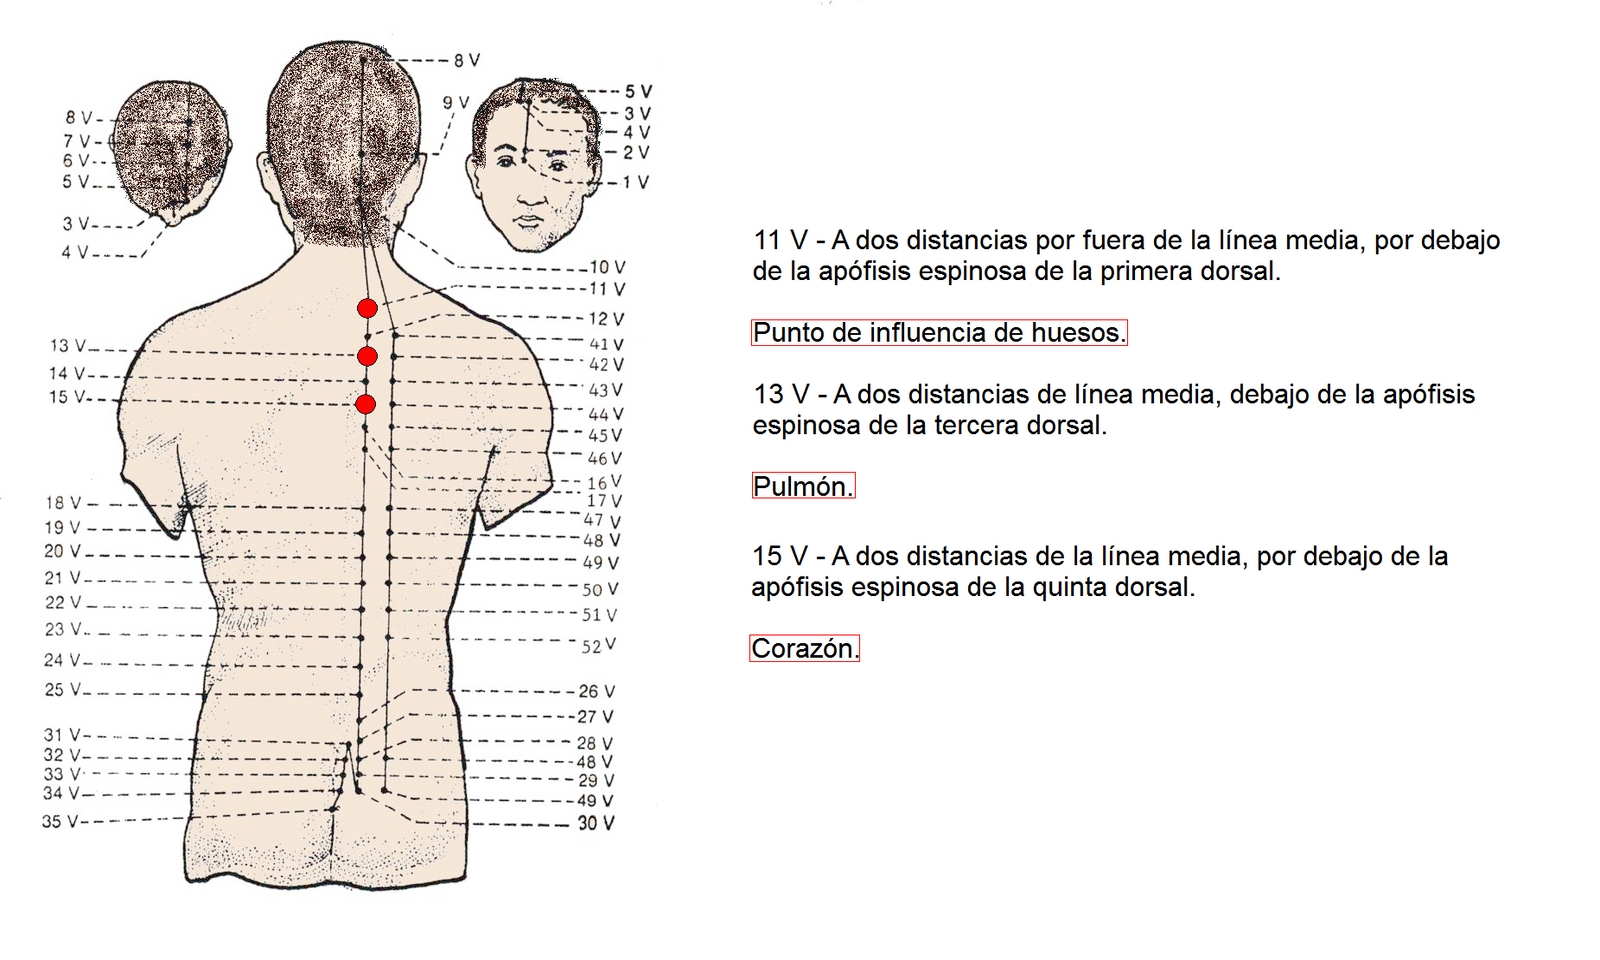 8 V
9 V
8 V
7 V
6 V
5 V
3 V
4 V
5 V
3 V
4 V
2 V
1 V
10 V
11 V
12 V
41 V
42 V
43 V
44 V
45 V
46 V
16 V
17 V
47 V
48 V
49 V
50 V
51 V
52 V
26 V
27 V
28 V
48 V
29 V
49 V
30 V
13 V
14 V
15 V
18 V
19 V
20 V
21 V
22 V
23 V
24 V
25 V
31 V
32 V
33 V
34 V
35 V
11 V - A dos distancias por fuera de la línea media, por debajo
de la apófisis espinosa de la primera dorsal.
Punto de influencia de huesos.
13 V - A dos distancias de línea media, debajo de la apófisis
espinosa de la tercera dorsal.
Pulmón.
15 V - A dos distancias de la línea media, por debajo de la
apófisis espinosa de la quinta dorsal.
Corazón.